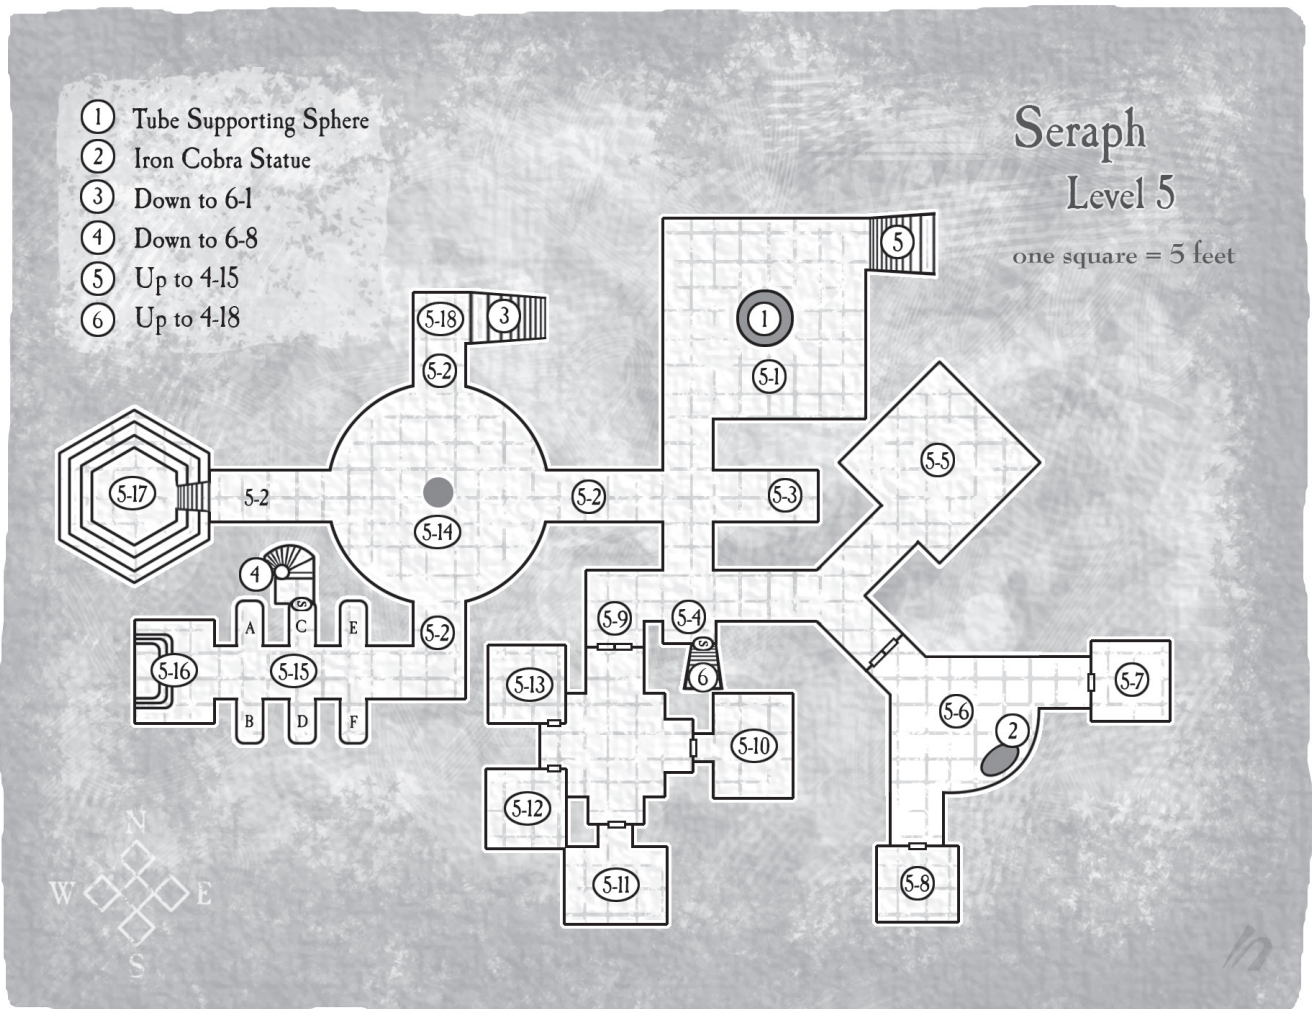 1 Tube Supporting Sphere
2 Iron Cobra Statue
3 Down to 6-1
4 Down to 6-8
5 Up to 4-15
6 Up to 4-18
Seraph
Level 5
one square = 5 feet
5
5-18 3
1
5-2
5-1
5-5
5-17
5-2
5-2
5-3
5-14
4
S
A C E
5-2
5-9
5-4
S
5-16
5-15
5-13
6
5-7
5-6
2
B D F
5-10
5-12
5-11
5-8
N
W E
S